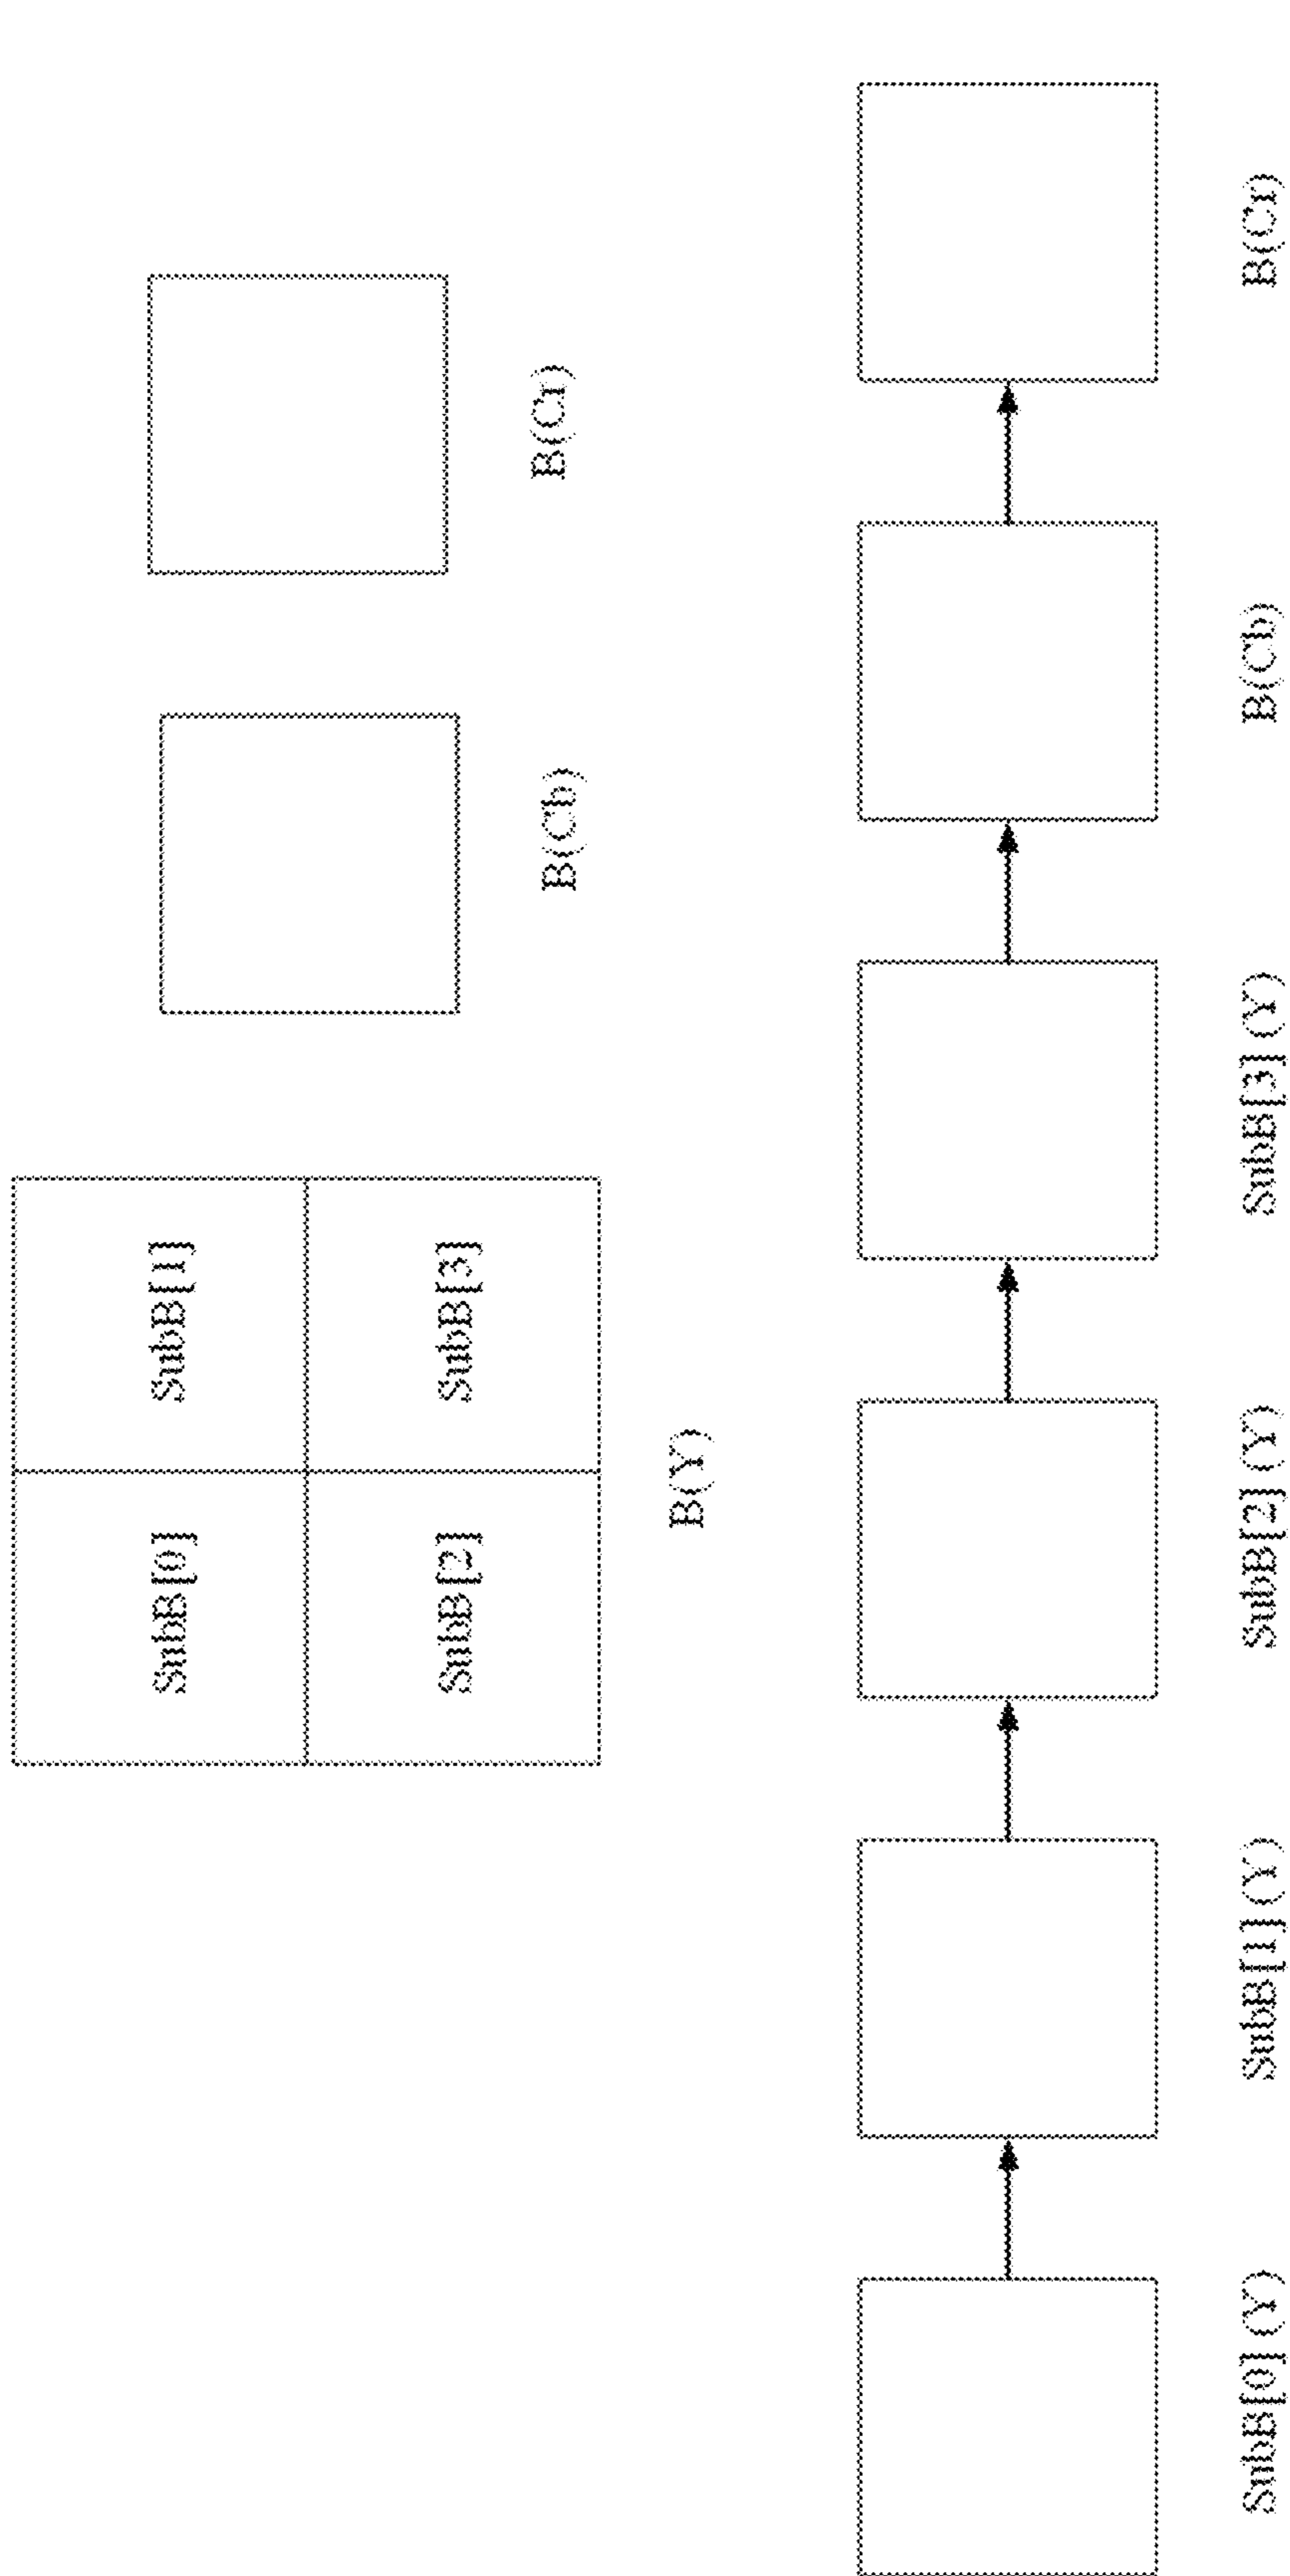 SubB[0]
SubB[1]
SubB[2]
SubB[3]
B(Y)
B(Cb)
B(Cr)
SubB[0] (Y)
SubB[1] (Y)
SubB[2] (Y)
SubB[3] (Y)
B(Cb)
B(Cr)